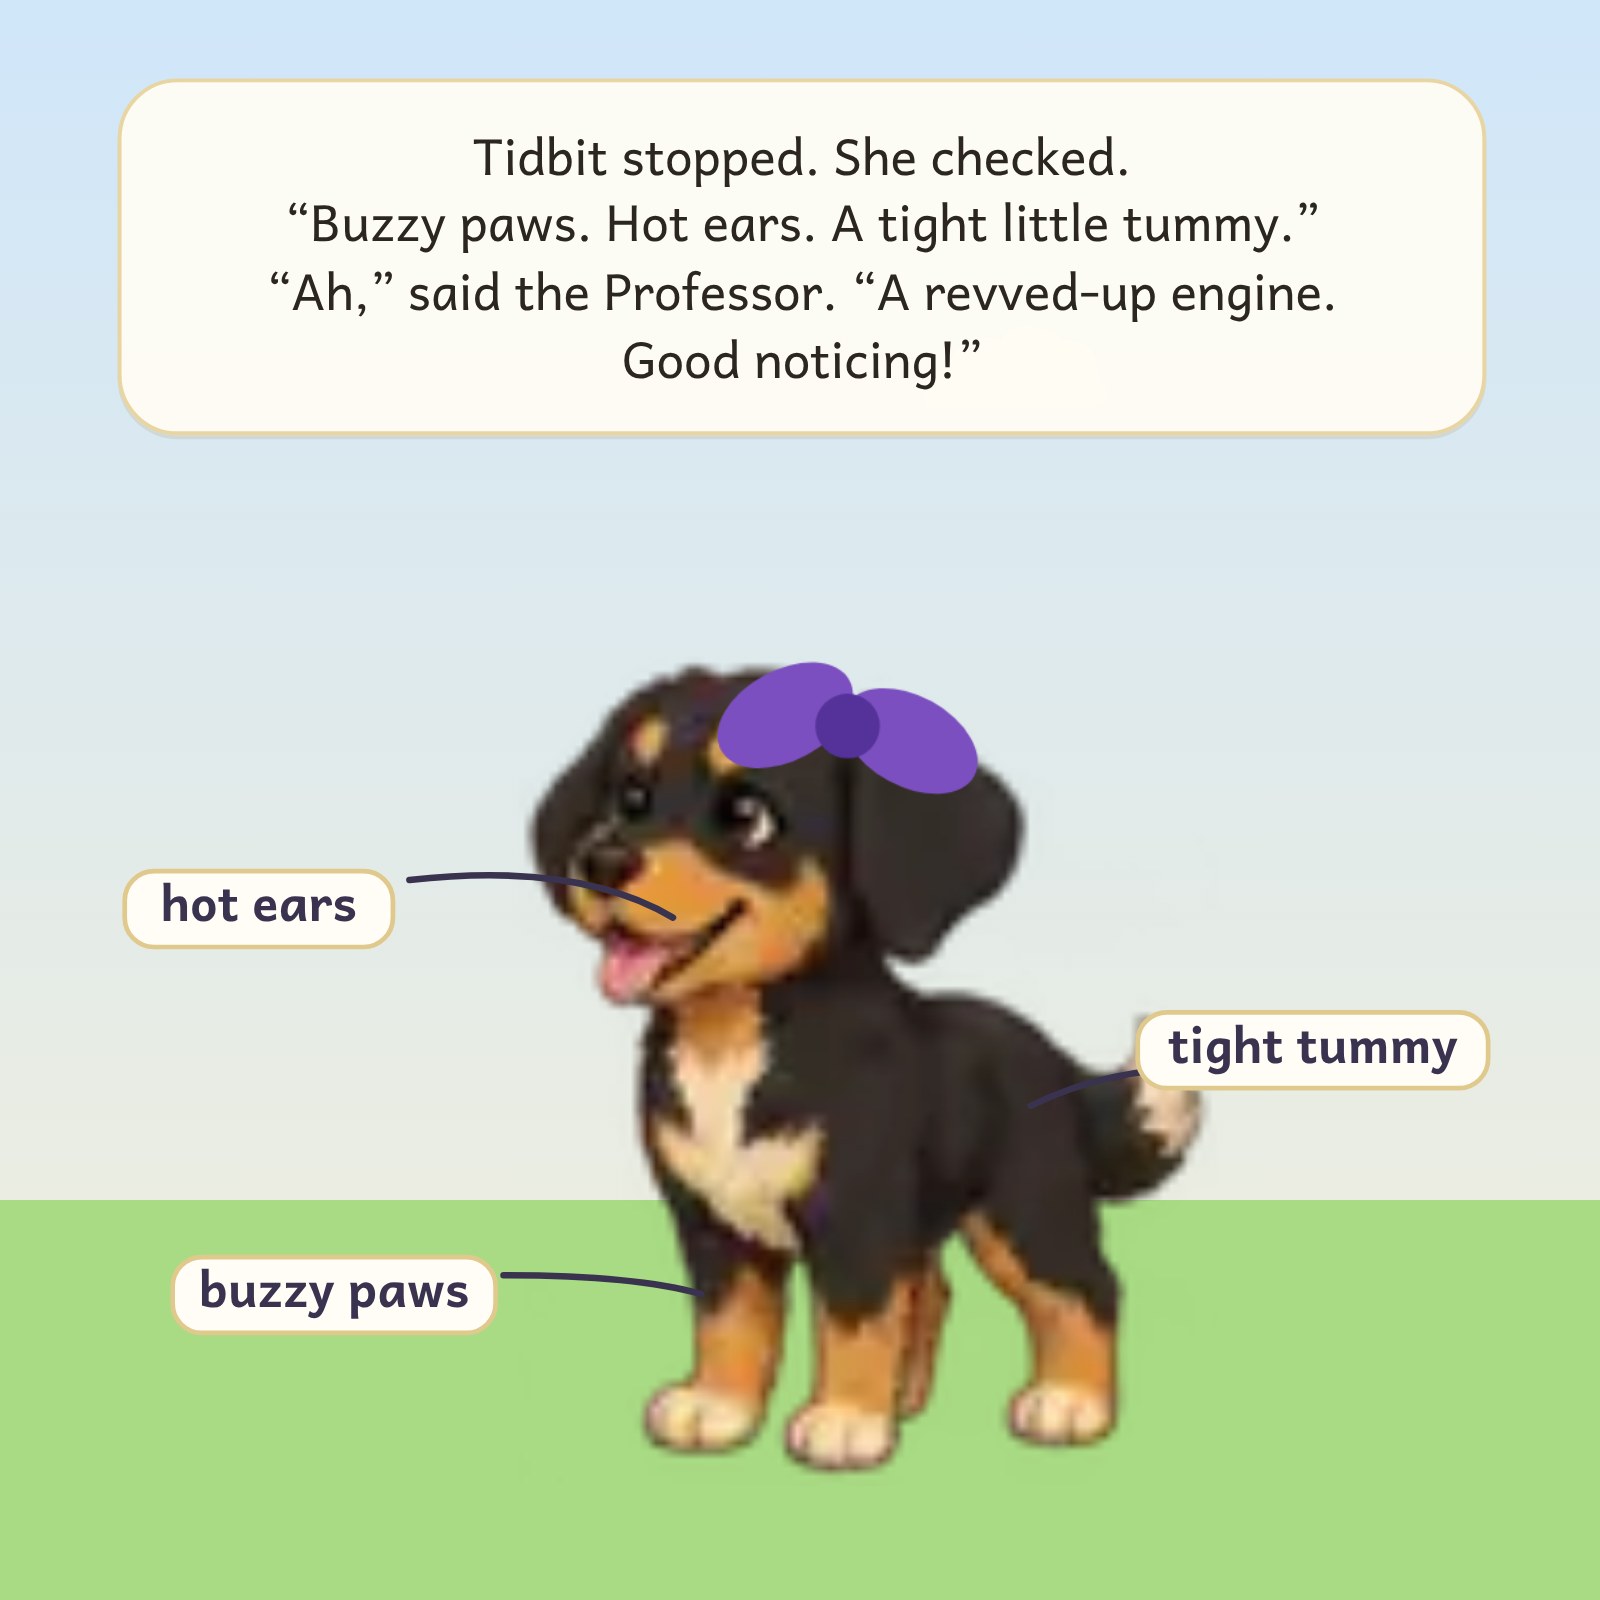 Tidbit stopped. She checked.
“Buzzy paws. Hot ears. A tight little tummy.”
“Ah,” said the Professor. “A revved-up engine.
Good noticing!”
hot ears
tight tummy
buzzy paws